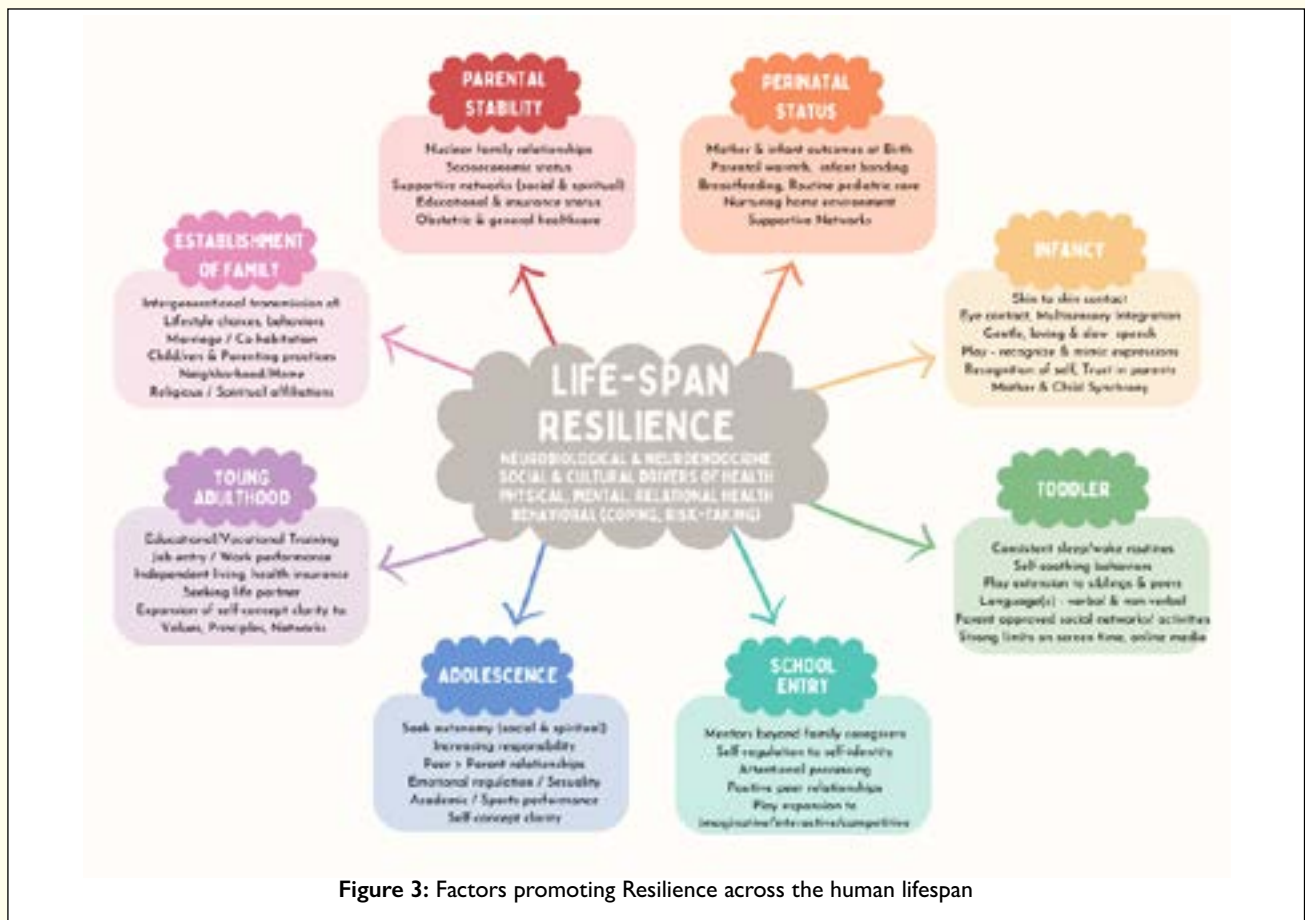 PARENTAL
STABILITY
Nuclear family relationships
Socioeconomic status
Supportive networks (social & spiritual)
Educational & insurance status
Obstetric & general healthcare
PERINATAL
STATUS
Mother & infant outcomes at Birth
Parental warmth, infant bonding
Breastfeeding, Routine pediatric care
Nurturing home environment
Supportive Networks
INFANCY
Skin to skin contact
Eye contact, Multisensory integration
Gentle, loving & slow speech
Play - recognize & mimic expressions
Recognition of self, Trust in parents
Mother & Child Synchrony
TODDLER
Consistent sleep/wake routines
Self-soothing behaviors
Play extension to siblings & peers
Language(s) - verbal & non verbal
Parent approved social networks/ activities
Strong limits on screen time, online media
SCHOOL
ENTRY
Mentors beyond family caregivers
Self regulation to self-identity
Attentional processing
Positive peer relationships
Play expansion to
imaginative/interactive/competitive
ADOLESCENCE
Seek autonomy (social & spiritual)
Increasing responsibility
Peer > Parent relationships
Emotional regulation / Sexuality
Academic / Sports performance
Self-concept clarity
YOUNG
ADULTHOOD
Educational/Vocational Training
Job entry / Work performance
Independent living, health insurance
Seeking life partner
Expansion of self-concept clarity to:
Values, Principles, Networks
ESTABLISHMENT
OF FAMILY
Intergenerational transmission of:
Lifestyle choices, behaviors
Marriage / Co-habitation
Children & Parenting practices
Neighborhood/Home
Religious / Spiritual affiliations
LIFE-SPAN
RESILIENCE
NEUROBIOLOGICAL & NEUROENDOCRINE
SOCIAL & CULTURAL DRIVERS OF HEALTH
PHYSICAL, MENTAL, RELATIONAL HEALTH
BEHAVIORAL (COPING, RISK-TAKING)
Figure 3: Factors promoting Resilience across the human lifespan